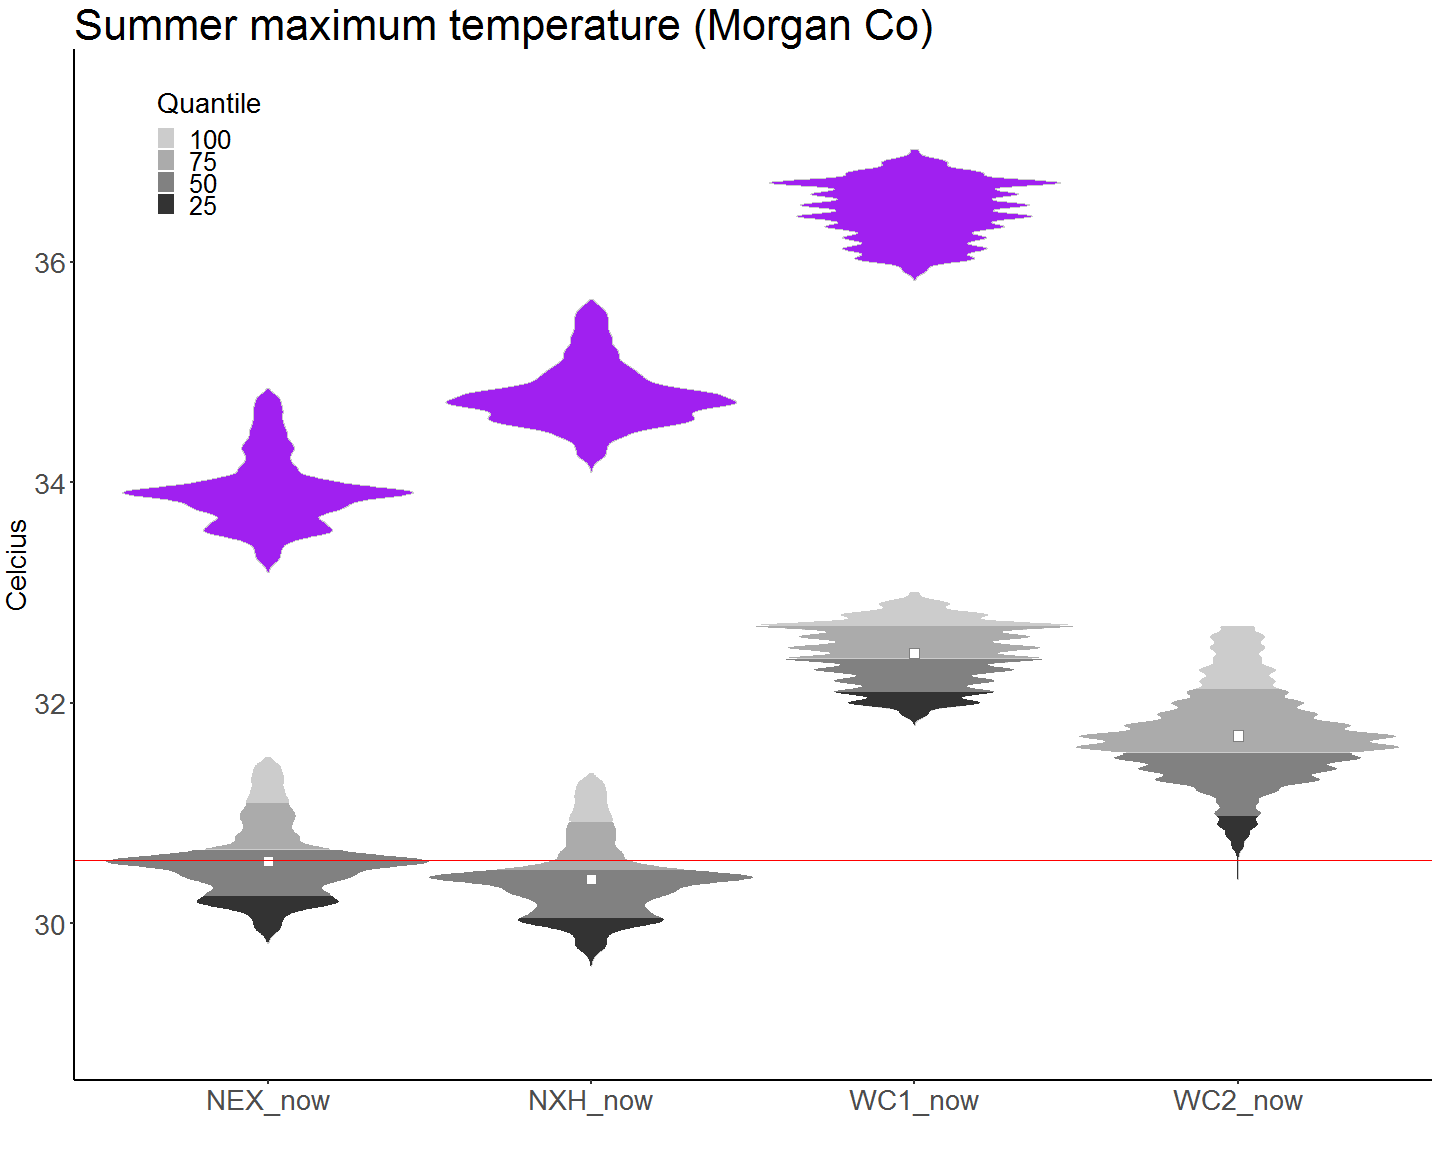 Summer maximum temperature (Morgan Co)
Quantile
100
75
50
25
Celcius
36
34
32
30
NEX_now NXH_now WC1_now WC2_now